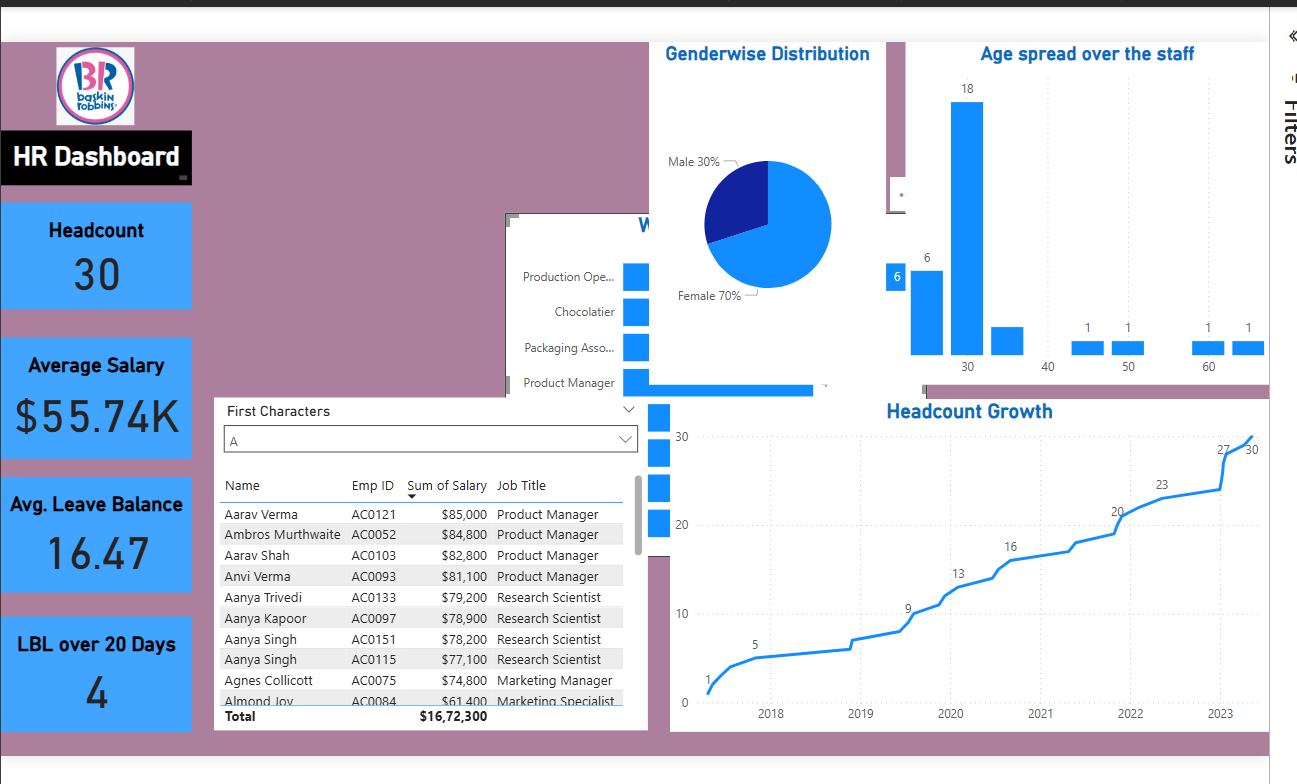 BR
baskin
robbins
HR Dashboard
Headcount
30
Average Salary
$55.74K
Avg. Leave Balance
16.47
LBL over 20 Days
4
Production Ope...
Chocolatier
Packaging Asso...
Product Manager
6
Genderwise Distribution
Male 30%
Female 70%
Age spread over the staff
18
6
1 1 1 1
30 40 50 60
First Characters
A
Name Emp ID Sum of Salary Job Title
Aarav Verma AC0121 $85,000 Product Manager
Ambros Murthwaite AC0052 $84,800 Product Manager
Aarav Shah AC0103 $82,800 Product Manager
Anvi Verma AC0093 $81,100 Product Manager
Aanya Trivedi AC0133 $79,200 Research Scientist
Aanya Kapoor AC0097 $78,900 Research Scientist
Aanya Singh AC0151 $78,200 Research Scientist
Aanya Singh AC0115 $77,100 Research Scientist
Agnes Collicott AC0075 $74,800 Marketing Manager
Almond Joy AC0084 $61,400 Marketing Specialist
Total $16,72,300
Headcount Growth
30
20
10
0
1
5
9
13
16
20
23
27
30
2018 2019 2020 2021 2022 2023
Filters